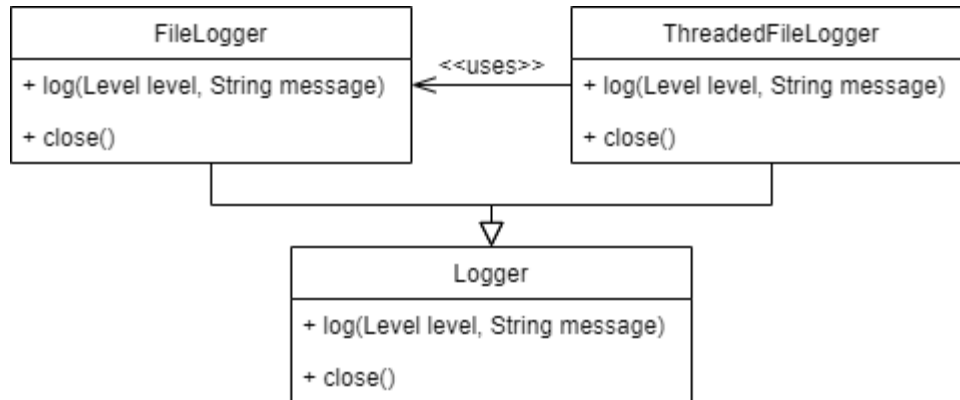 FileLogger
+ log(Level level, String message)
+ close()
<<uses>>
ThreadedFileLogger
+ log(Level level, String message)
+ close()
Logger
+ log(Level level, String message)
+ close()